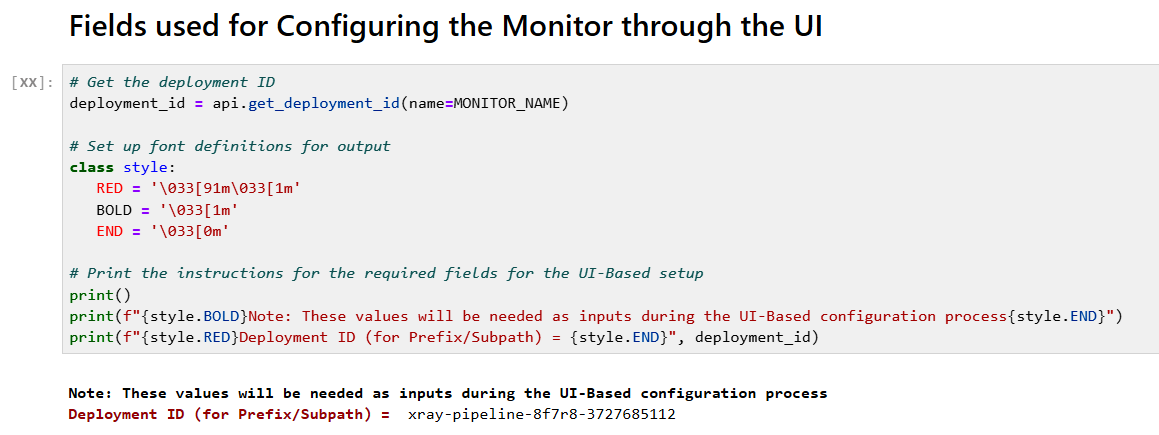 Fields used for Configuring the Monitor through the UI
[xx]:
# Get the deployment ID
deployment_id = api.get_deployment_id(name=MONITOR_NAME)
# Set up font definitions for output
class style:
   RED = '\033[91m\033[1m'
   BOLD = '\033[1m'
   END = '\033[0m'
# Print the instructions for the required fields for the UI-Based setup
print()
print(f"{style.BOLD}Note: These values will be needed as inputs during the UI-Based configuration process{style.END}")
print(f"{style.RED}Deployment ID (for Prefix/Subpath) = {style.END}", deployment_id)
Note: These values will be needed as inputs during the UI-Based configuration process
Deployment ID (for Prefix/Subpath) =  xray-pipeline-8f7r8-3727685112